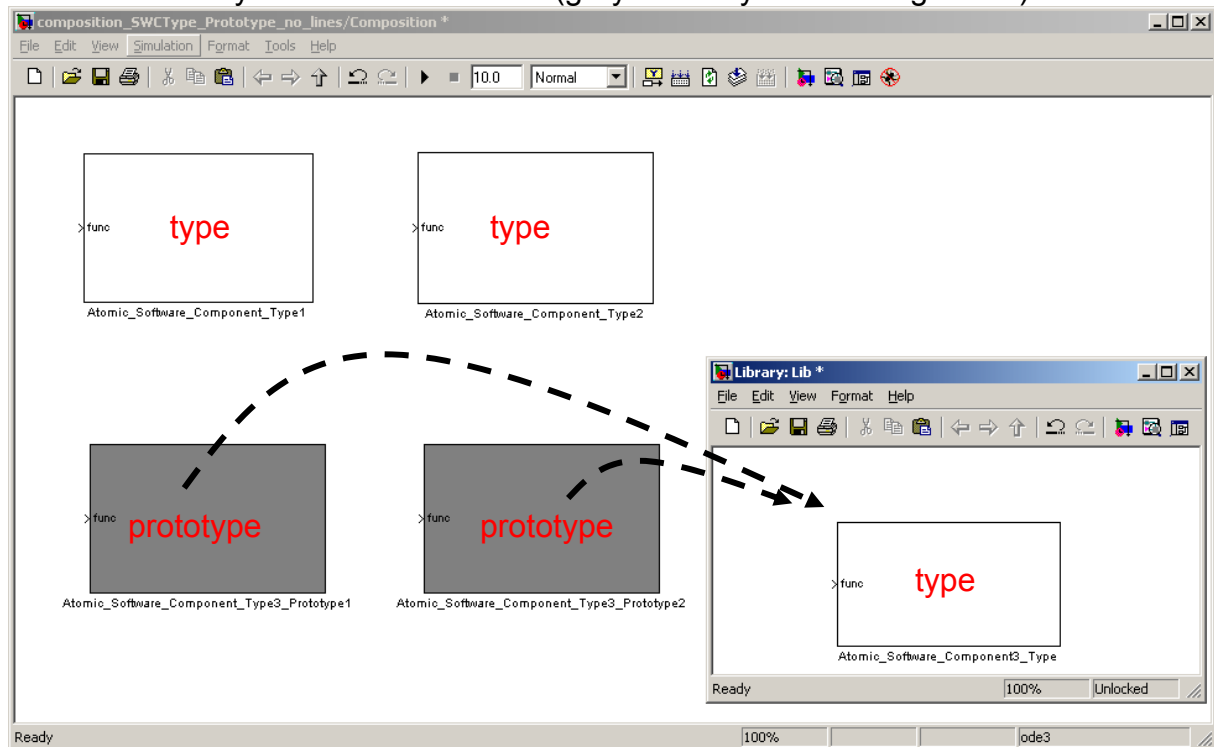 composition_SWCType_Prototype_no_lines/Composition *
File Edit View Simulation Format Tools Help
10.0 Normal
func type
func type
Atomic_Software_Component_Type1
Atomic_Software_Component_Type2
Library: Lib *
File Edit View Format Help
func prototype
func prototype
Atomic_Software_Component_Type3_Prototype1
Atomic_Software_Component_Type3_Prototype2
func type
Atomic_Software_Component3_Type
Ready 100% Unlocked
Ready 100% ode3